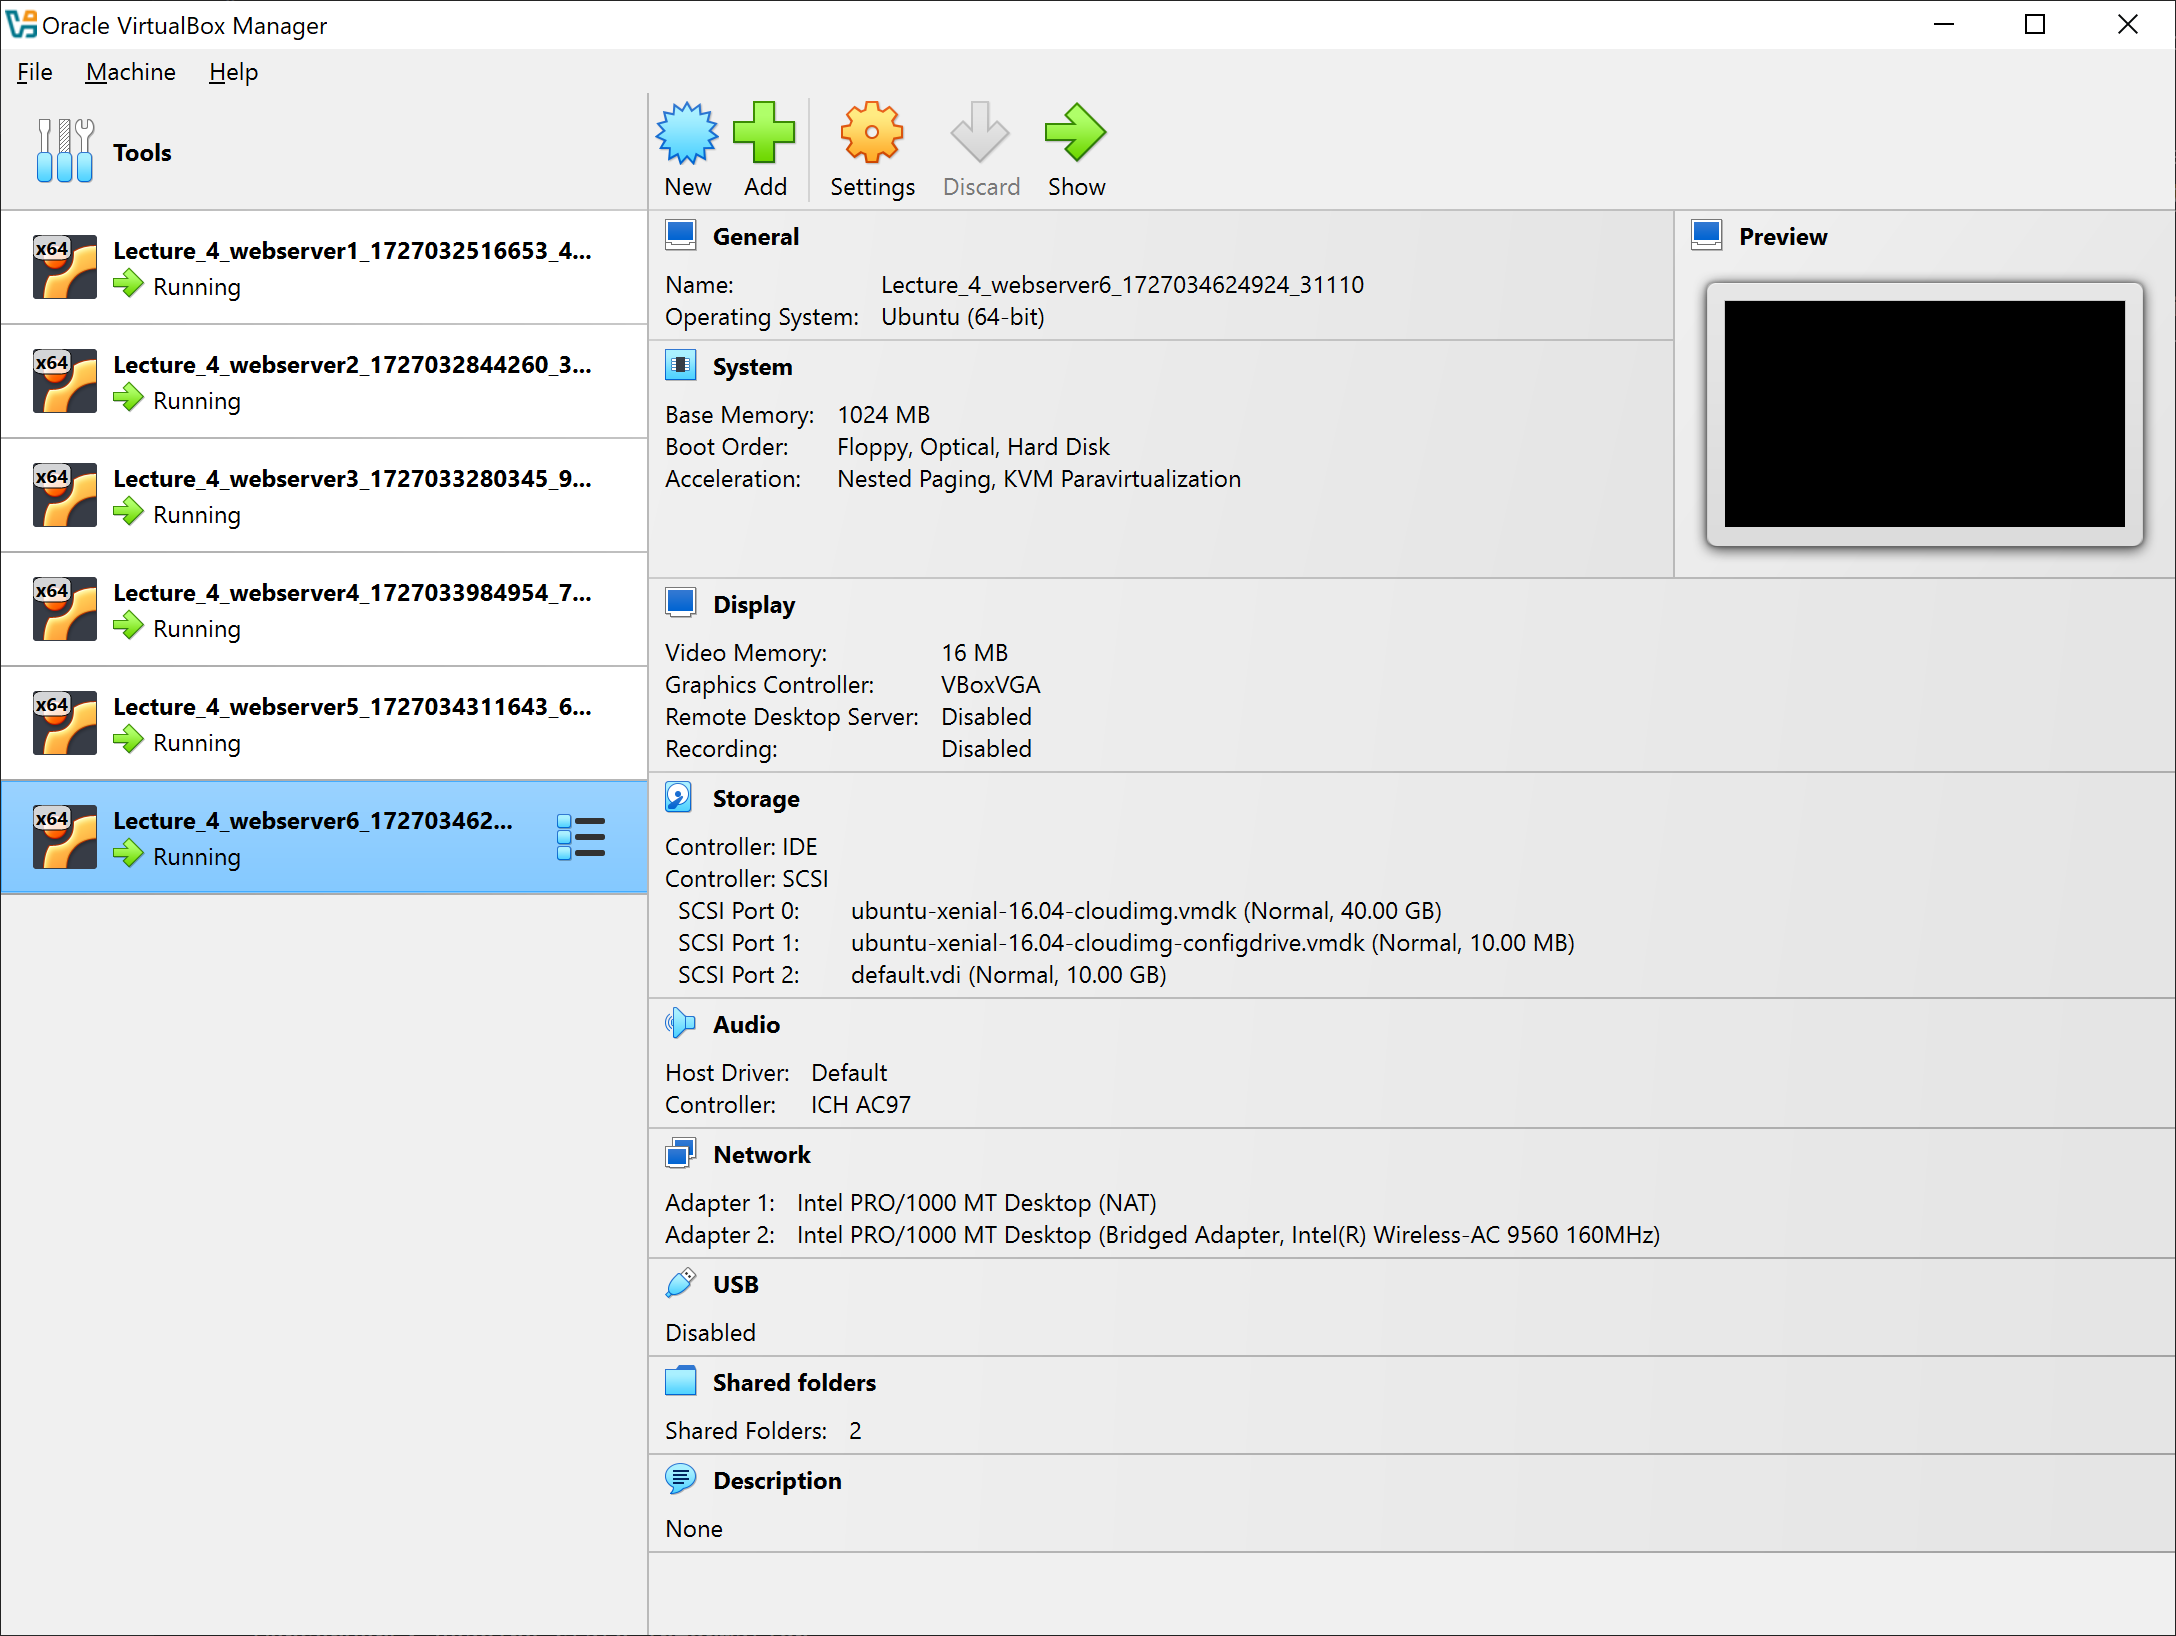 Oracle VirtualBox Manager
File Machine Help
Tools
New Add Settings Discard Show
x64 Lecture_4_webserver1_1727032516653_4...
Running
x64 Lecture_4_webserver2_1727032844260_3...
Running
x64 Lecture_4_webserver3_1727033280345_9...
Running
x64 Lecture_4_webserver4_1727033984954_7...
Running
x64 Lecture_4_webserver5_1727034311643_6...
Running
x64 Lecture_4_webserver6_172703462...
Running
General
Name: Lecture_4_webserver6_1727034624924_31110
Operating System: Ubuntu (64-bit)
Preview
System
Base Memory: 1024 MB
Boot Order: Floppy, Optical, Hard Disk
Acceleration: Nested Paging, KVM Paravirtualization
Display
Video Memory: 16 MB
Graphics Controller: VBoxVGA
Remote Desktop Server: Disabled
Recording: Disabled
Storage
Controller: IDE
Controller: SCSI
SCSI Port 0: ubuntu-xenial-16.04-cloudimg.vmdk (Normal, 40.00 GB)
SCSI Port 1: ubuntu-xenial-16.04-cloudimg-configdrive.vmdk (Normal, 10.00 MB)
SCSI Port 2: default.vdi (Normal, 10.00 GB)
Audio
Host Driver: Default
Controller: ICH AC97
Network
Adapter 1: Intel PRO/1000 MT Desktop (NAT)
Adapter 2: Intel PRO/1000 MT Desktop (Bridged Adapter, Intel(R) Wireless-AC 9560 160MHz)
USB
Disabled
Shared folders
Shared Folders: 2
Description
None